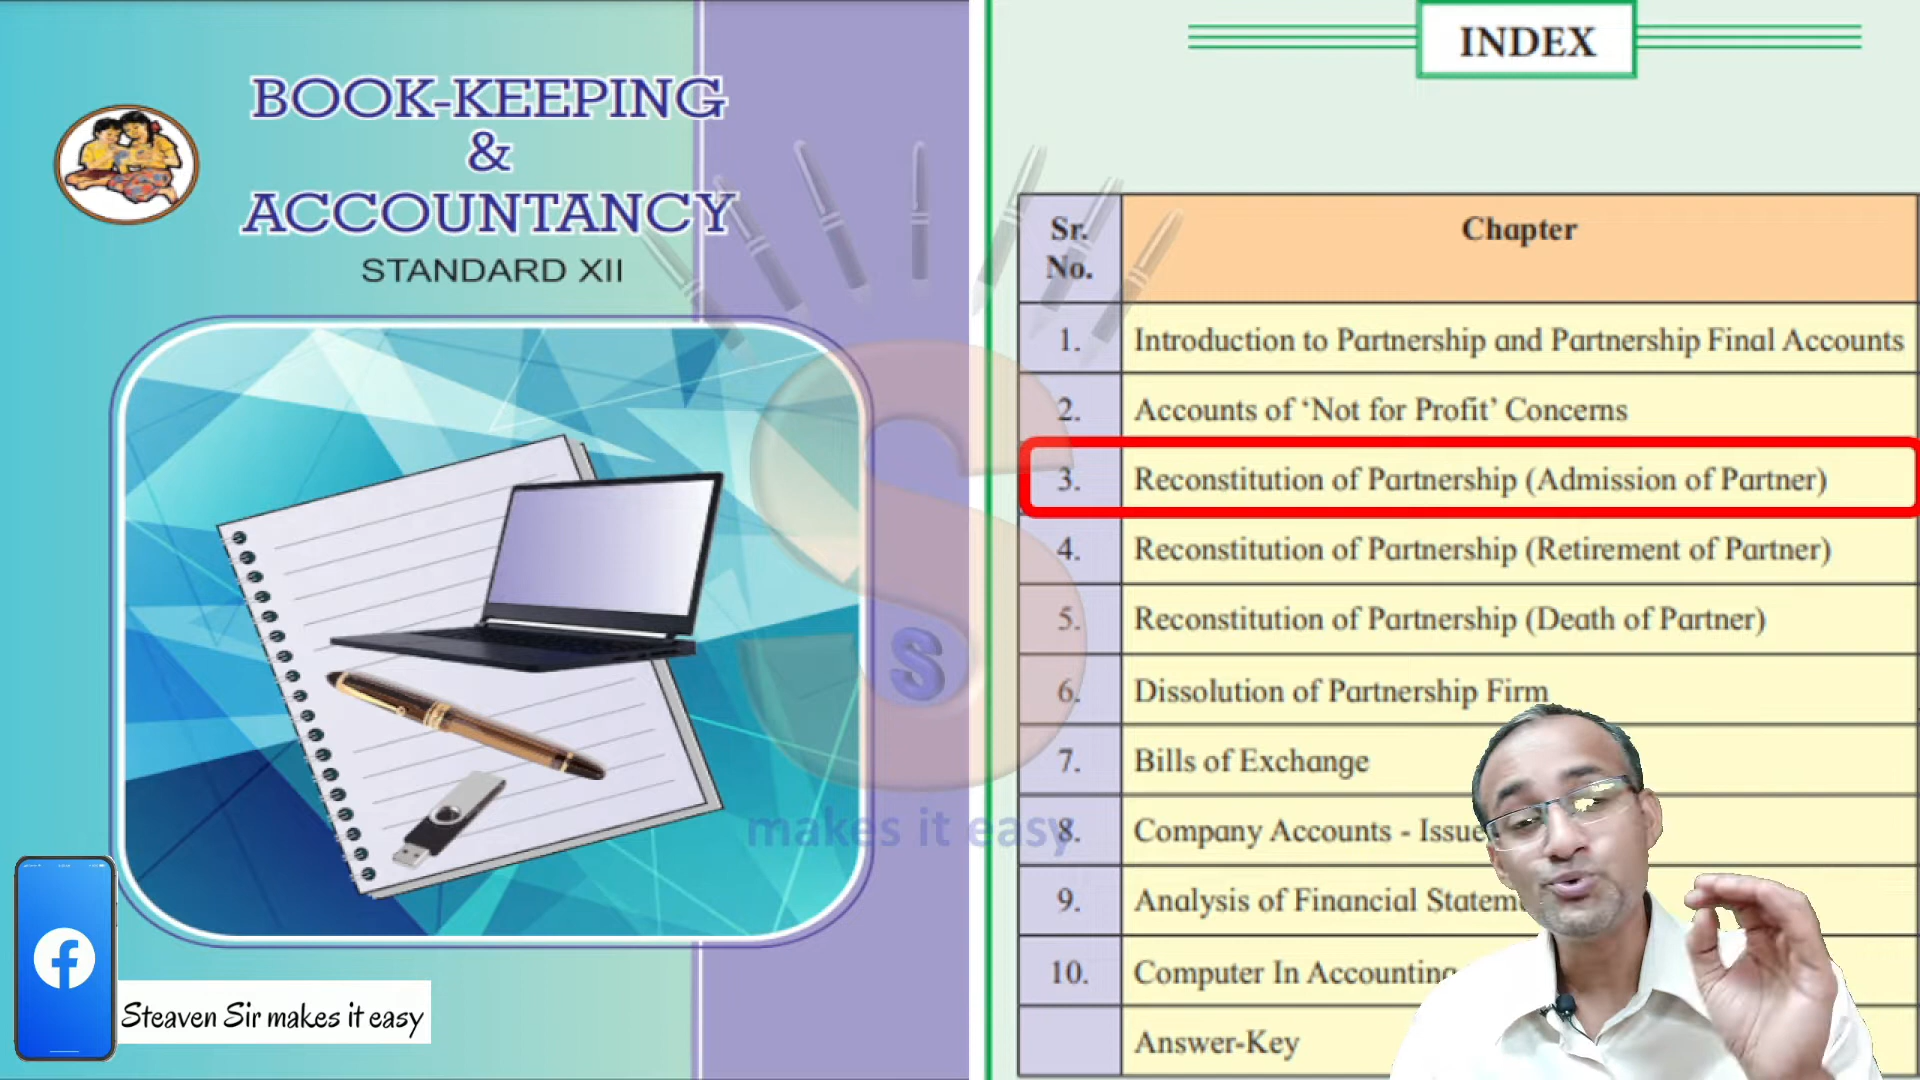 BOOK-KEEPING
&
ACCOUNTANCY
STANDARD XII
Steaven Sir makes it easy
S
makes it easy
INDEX
Sr. No. Chapter
1. Introduction to Partnership and Partnership Final Accounts
2. Accounts of ‘Not for Profit’ Concerns
3. Reconstitution of Partnership (Admission of Partner)
4. Reconstitution of Partnership (Retirement of Partner)
5. Reconstitution of Partnership (Death of Partner)
6. Dissolution of Partnership Firm
7. Bills of Exchange
8. Company Accounts - Issue
9. Analysis of Financial
10. Computer In Accounting
Answer-Key